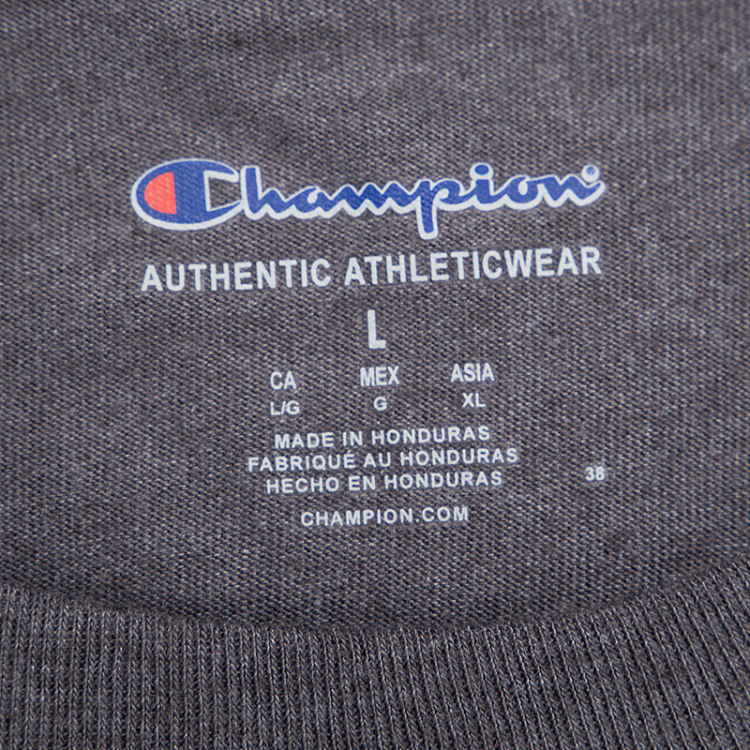 Champion®
AUTHENTIC ATHLETICWEAR
L
CA MEX ASIA
L/G G XL
MADE IN HONDURAS
FABRIQUÉ AU HONDURAS
HECHO EN HONDURAS 38
CHAMPION.COM